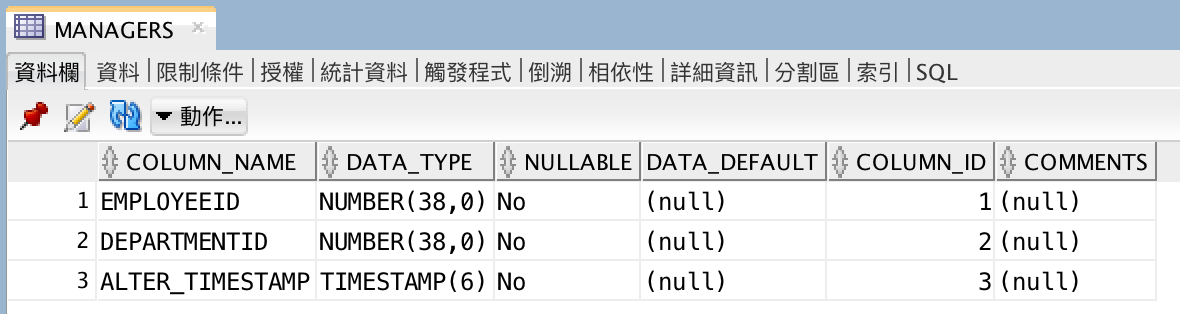 MANAGERS
資料欄 資料 限制條件 授權 統計資料 觸發程式 倒溯 相依性 詳細資訊 分割區 索引 SQL
動作...
COLUMN_NAME DATA_TYPE NULLABLE DATA_DEFAULT COLUMN_ID COMMENTS
1 EMPLOYEEID NUMBER(38,0) No (null) 1 (null)
2 DEPARTMENTID NUMBER(38,0) No (null) 2 (null)
3 ALTER_TIMESTAMP TIMESTAMP(6) No (null) 3 (null)